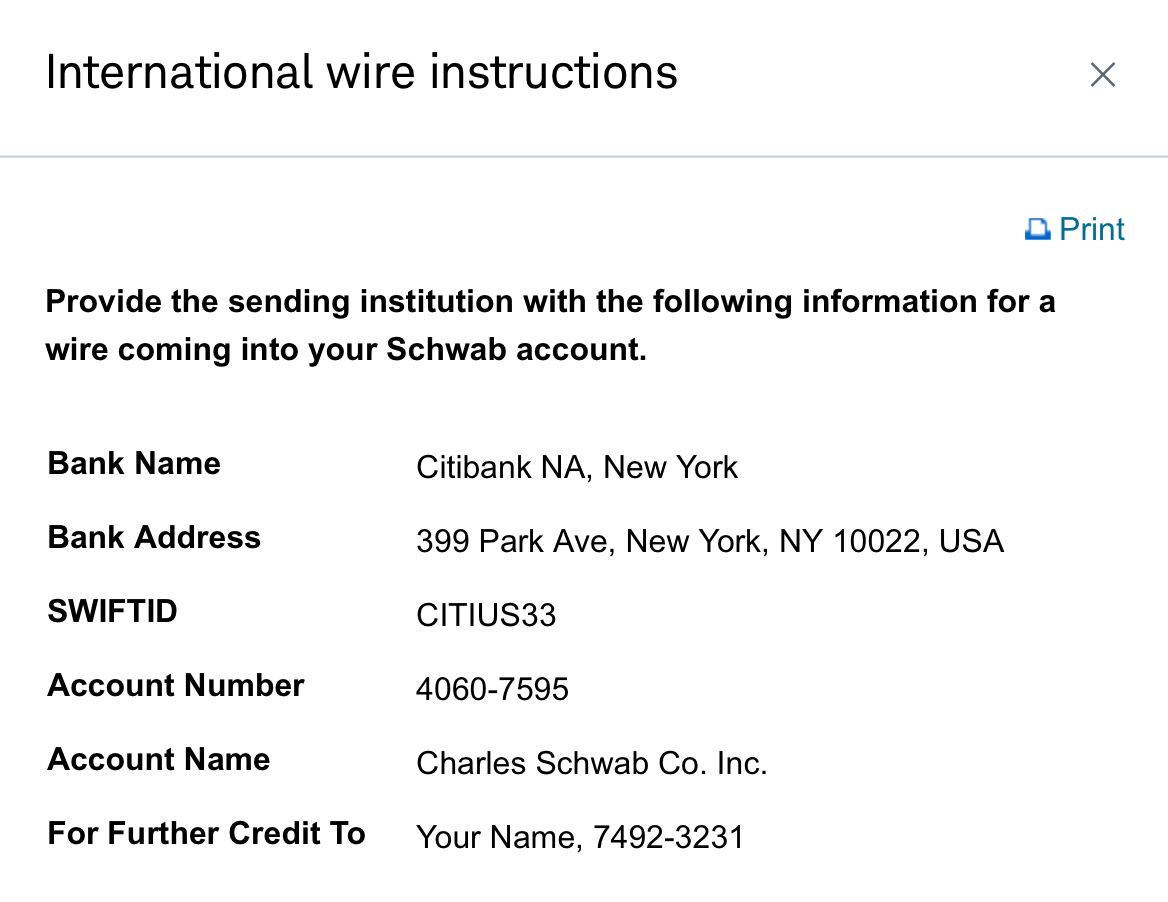 International wire instructions
Print
Provide the sending institution with the following information for a
wire coming into your Schwab account.
Bank Name Citibank NA, New York
Bank Address 399 Park Ave, New York, NY 10022, USA
SWIFTID CITIUS33
Account Number 4060-7595
Account Name Charles Schwab Co. Inc.
For Further Credit To Your Name, 7492-3231